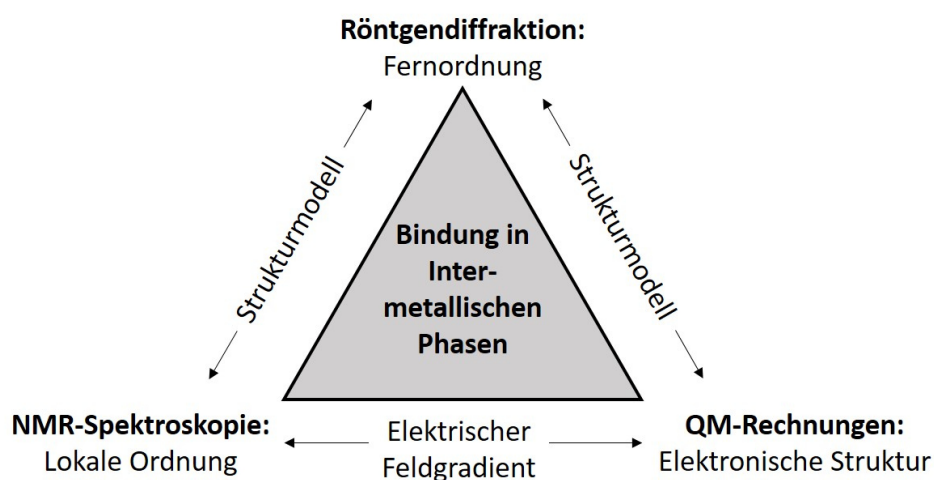 Röntgendiffraktion:
Fernordnung
Strukturmodell
Strukturmodell
Bindung in
Inter-
metallischen
Phasen
NMR-Spektroskopie:
Lokale Ordnung
Elektrischer
Feldgradient
QM-Rechnungen:
Elektronische Struktur